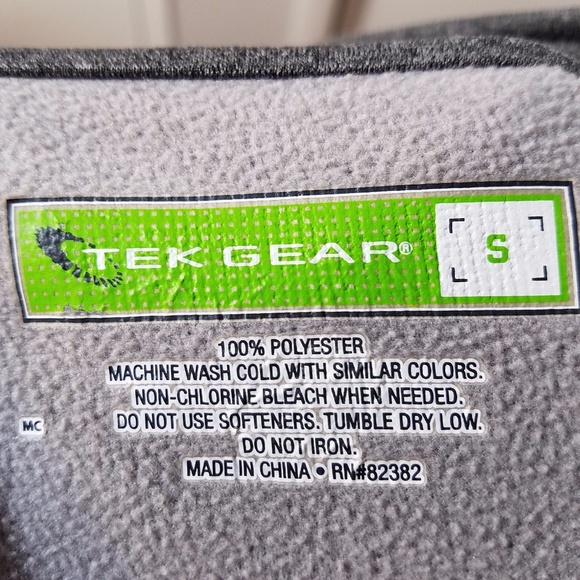 TEK GEAR® S
100% POLYESTER
MACHINE WASH COLD WITH SIMILAR COLORS.
NON-CHLORINE BLEACH WHEN NEEDED.
MC DO NOT USE SOFTENERS. TUMBLE DRY LOW.
DO NOT IRON.
MADE IN CHINA • RN#82382